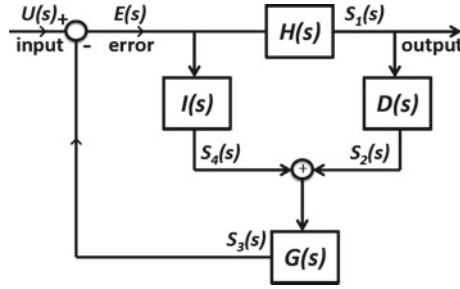 U(s) + E(s) H(s) S₁(s)
input - error output
I(s) D(s)
S₄(s) + S₂(s)
S₃(s) G(s)